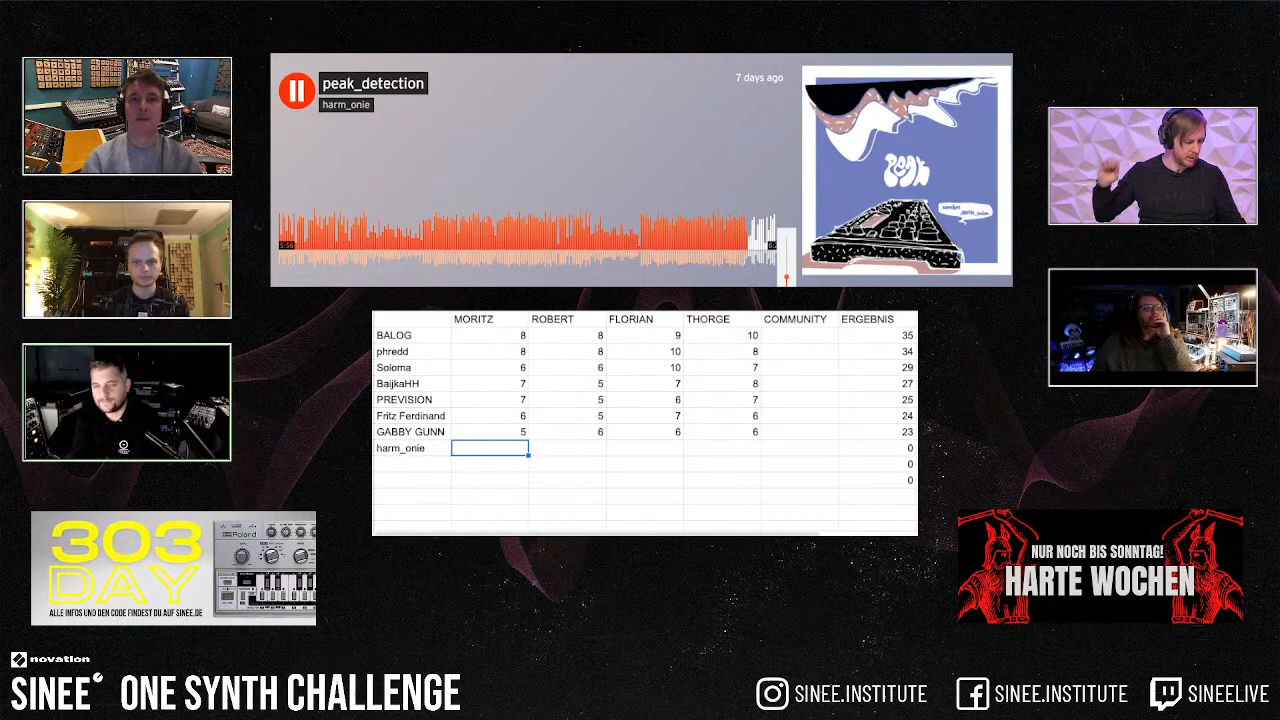 peak_detection
harm_onie
7 days ago
5:56
Peak
MORITZ ROBERT FLORIAN THORGE COMMUNITY ERGEBNIS
BALOG 8 8 9 10 35
phredd 8 8 10 8 34
Soloma 6 6 10 7 29
BaijkaHH 7 5 7 8 27
PREVISION 7 5 6 7 25
Fritz Ferdinand 6 5 7 6 24
GABBY GUNN 5 6 6 6 23
harm_onie 0
0
0
303
DAY
ALLE INFOS UND DEN CODE FINDEST DU AUF SINEE.DE
Roland
NUR NOCH BIS SONNTAG!
HARTE WOCHEN
novation
SINEE ONE SYNTH CHALLENGE
SINEE.INSTITUTE
SINEE.INSTITUTE
SINEELIVE